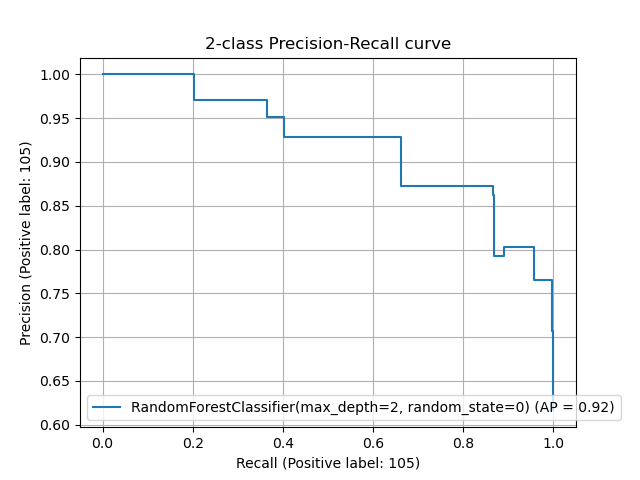 2-class Precision-Recall curve
Precision (Positive label: 105)
1.00
0.95
0.90
0.85
0.80
0.75
0.70
0.65
0.60
RandomForestClassifier(max_depth=2, random_state=0) (AP = 0.92)
0.0 0.2 0.4 0.6 0.8 1.0
Recall (Positive label: 105)